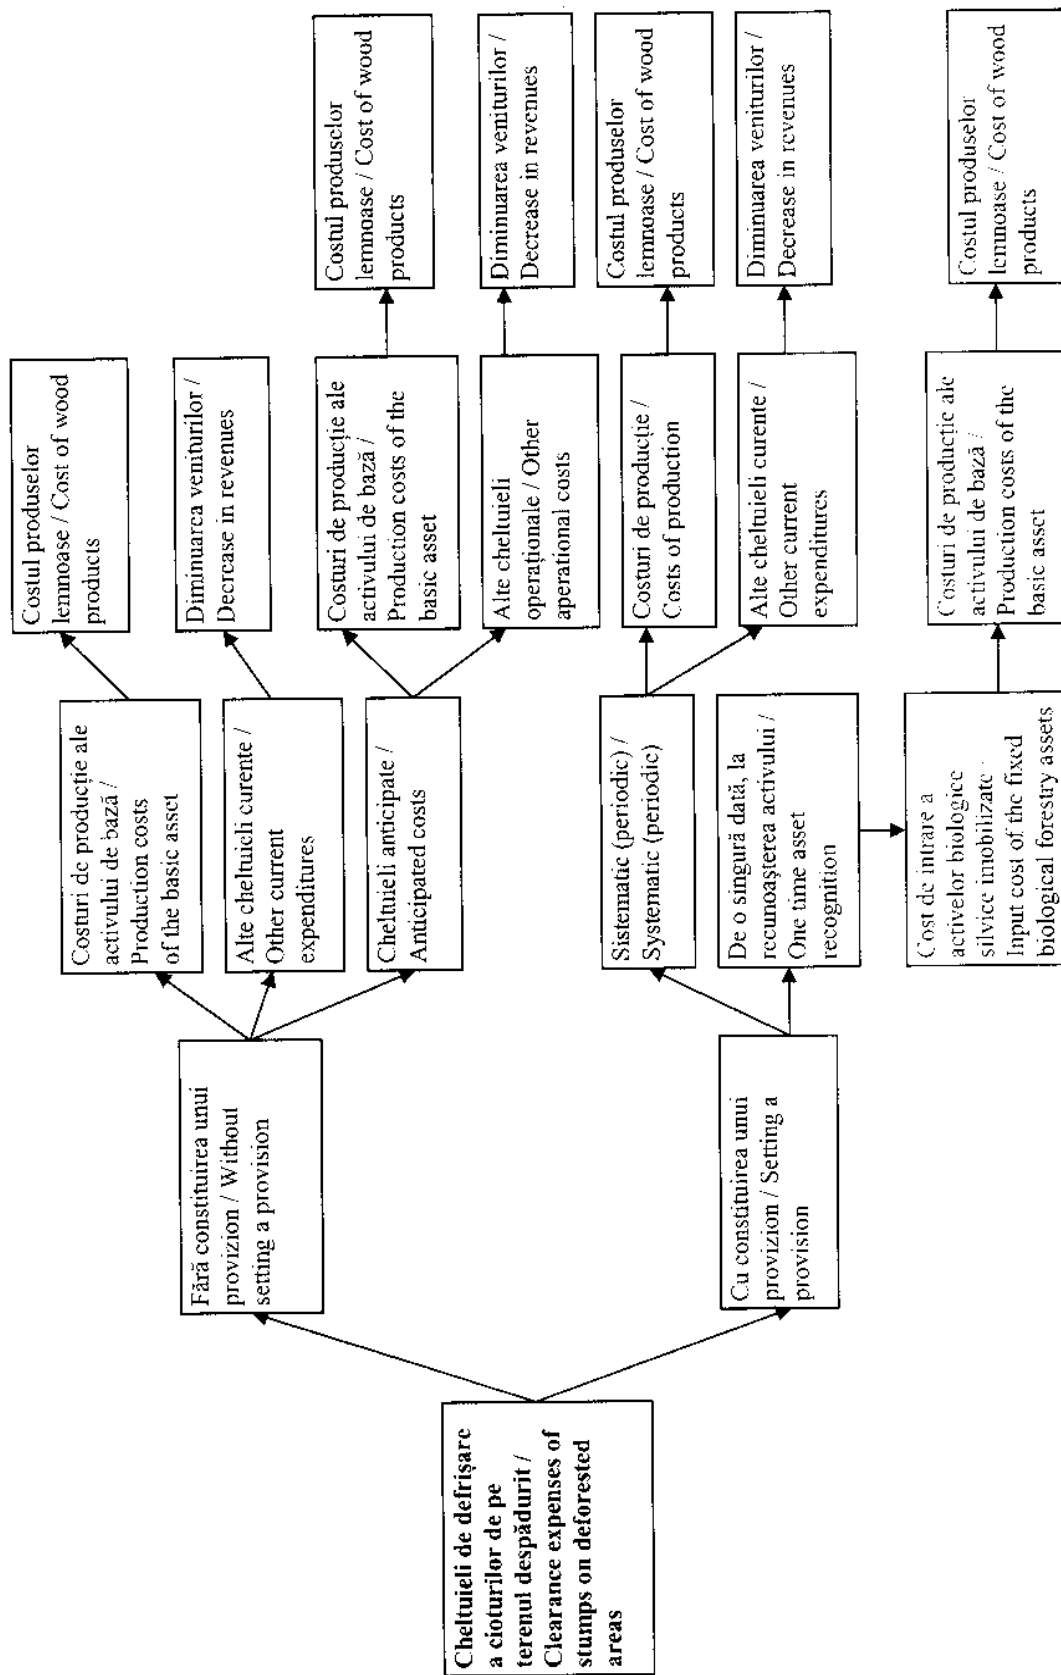 Cheltuieli de defrișare
a cioturilor de pe
terenul despădurit /
Clearance expenses of
stumps on deforested
areas
Fără constituirea unui
provizion / Without
setting a provision
Cu constituirea unui
provizion / Setting a
provision
Costuri de producție ale
activului de bază /
Production costs
of the basic asset
Alte cheltuieli curente /
Other current
expenditures
Cheltuieli anticipate /
Anticipated costs
Sistematic (periodic) /
Systematic (periodic)
De o singură dată, la
recunoașterea activului /
One time asset
recognition
Cost de intrare a
activelor biologice
silvice imobilizate
Input cost of the fixed
biological forestry assets
Costul produselor
lemnoase / Cost of wood
products
Diminuarea veniturilor /
Decrease in revenues
Costuri de producție ale
activului de bază /
Production costs of the
basic asset
Alte cheltuieli
operaționale / Other
aperational costs
Costuri de producție /
Costs of production
Alte cheltuieli curente /
Other current
expenditures
Costuri de producție ale
activului de bază /
Production costs of the
basic asset
Costul produselor
lemnoase / Cost of wood
products
Diminuarea veniturilor /
Decrease in revenues
Costul produselor
lemnoase / Cost of wood
products
Diminuarea veniturilor /
Decrease in revenues
Costul produselor
lemnoase / Cost of wood
products